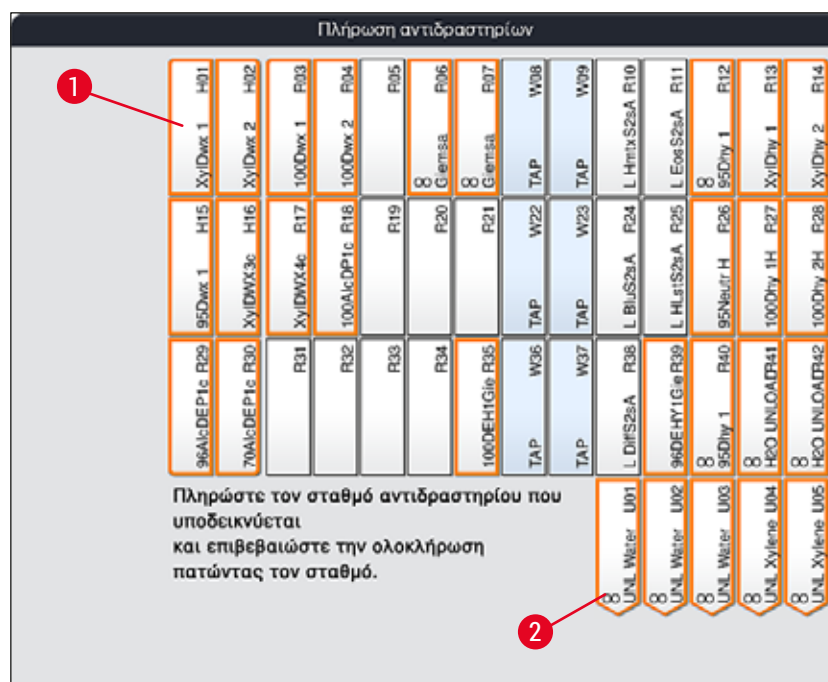 Πλήρωση αντιδραστηρίων
1
XylDwx 1 H01
XylDwx 2 H02
100Dwx 1 R03
100Dwx 2 R04
R05
∞ Giemsa R06
∞ Giemsa R07
TAP W08
TAP W09
L HmtxS2sA R10
L EosS2sA R11
∞ 95Dhy 1 R12
XylDhy 1 R13
XylDhy 2 R14
95Dwx 1 H15
XylDWX3c H16
XylDWX4c R17
100AlcDP1c R18
R19
R20
R21
TAP W22
TAP W23
L BluS2sA R24
L HLstS2sA R25
95Neutr H R26
100Dhy 1H R27
100Dhy 2H R28
96AlcDEP1c R29
70AlcDEP1c R30
R31
R32
R33
R34
100DEH1Gie R35
TAP W36
TAP W37
L DiffS2sA R38
96DEHY1Gie R39
∞ 95Dhy 1 R40
∞ H2O UNLOAD R41
∞ H2O UNLOAD R42
Πληρώστε τον σταθμό αντιδραστηρίου που
υποδεικνύεται
και επιβεβαιώστε την ολοκλήρωση
πατώντας τον σταθμό.
∞ UNL Water U01
∞ UNL Water U02
∞ UNL Water U03
∞ UNL Xylene U04
∞ UNL Xylene U05
2